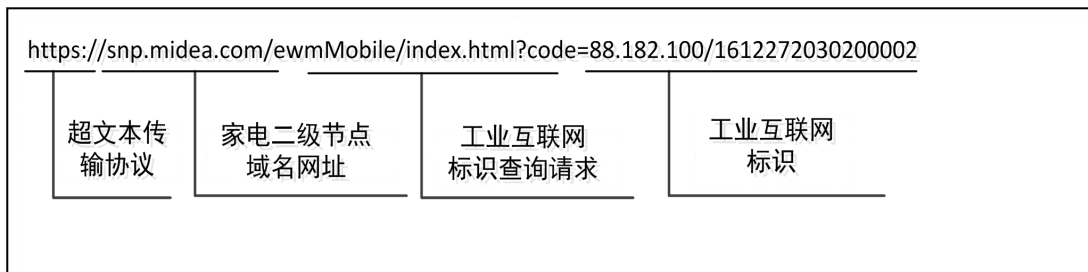 https://snp.midea.com/ewmMobile/index.html?code=88.182.100/1612272030200002
超文本传
输协议
家电二级节点
域名网址
工业互联网
标识查询请求
工业互联网
标识